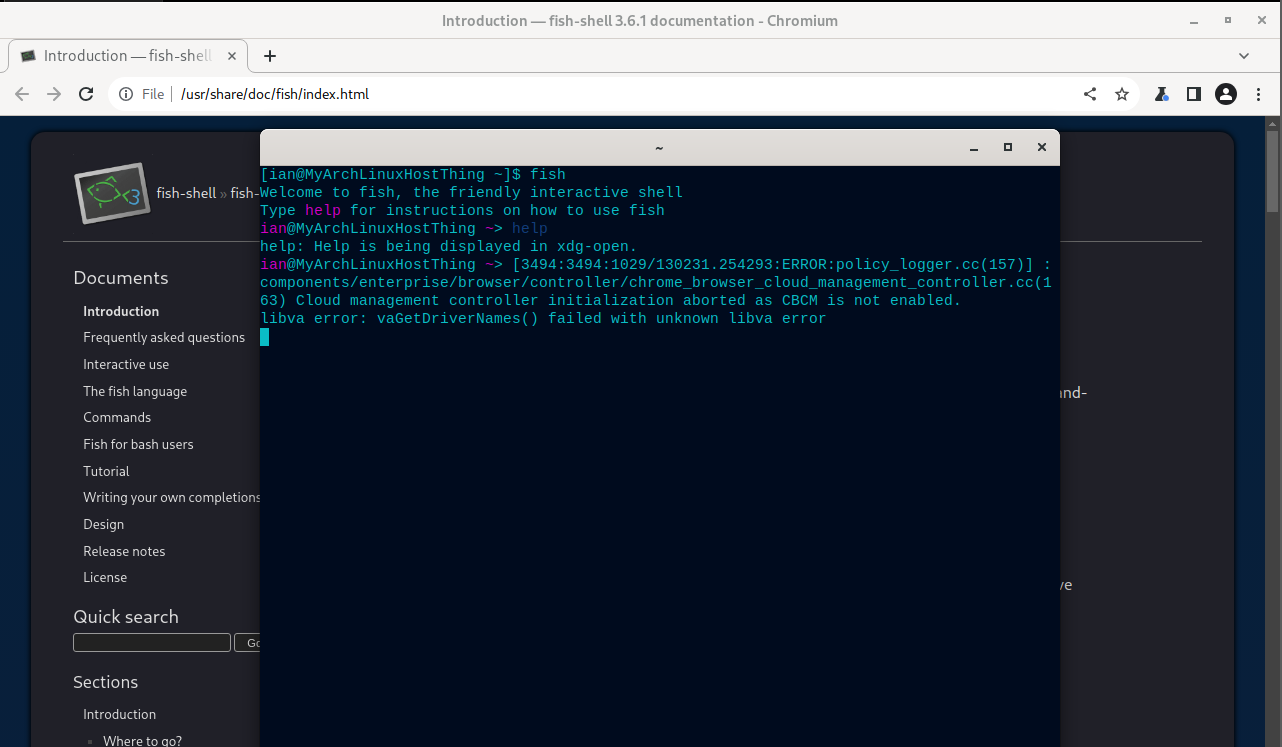 Introduction — fish-shell 3.6.1 documentation - Chromium
Introduction — fish-shell
File
/usr/share/doc/fish/index.html
~
[ian@MyArchLinuxHostThing ~]$ fish
Welcome to fish, the friendly interactive shell
Type help for instructions on how to use fish
ian@MyArchLinuxHostThing ~> help
help: Help is being displayed in xdg-open.
ian@MyArchLinuxHostThing ~> [3494:3494:1029/130231.254293:ERROR:policy_logger.cc(157)] :
components/enterprise/browser/controller/chrome_browser_cloud_management_controller.cc(1
63) Cloud management controller initialization aborted as CBCM is not enabled.
libva error: vaGetDriverNames() failed with unknown libva error
3
fish-shell » fish-
Documents
Introduction
Frequently asked questions
Interactive use
The fish language
Commands
Fish for bash users
Tutorial
Writing your own completions
Design
Release notes
License
Quick search
Go
Sections
Introduction
Where to go?
and-
ve